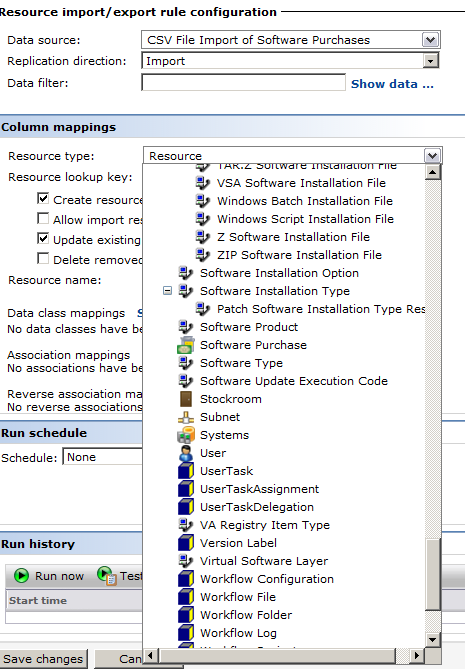 Resource import/export rule configuration
Data source: CSV File Import of Software Purchases
Replication direction: Import
Data filter: Show data ...
Column mappings
Resource type: Resource
TAR.Z Software Installation File
Resource lookup key:
VSA Software Installation File
Create resource
Windows Batch Installation File
Allow import res
Windows Script Installation File
Update existing
Z Software Installation File
Delete removed
ZIP Software Installation File
Resource name:
Software Installation Option
Software Installation Type
Data class mappings S
Patch Software Installation Type Res
No data classes have be
Software Product
Software Purchase
Association mappings
No associations have be
Software Type
Software Update Execution Code
Reverse association ma
Stockroom
No reverse associations
Subnet
Run schedule
Systems
User
Schedule: None
UserTask
UserTaskAssignment
UserTaskDelegation
VA Registry Item Type
Run history
Version Label
Virtual Software Layer
Run now Test
Workflow Configuration
Start time
Workflow File
Workflow Folder
Workflow Log
Save changes Can